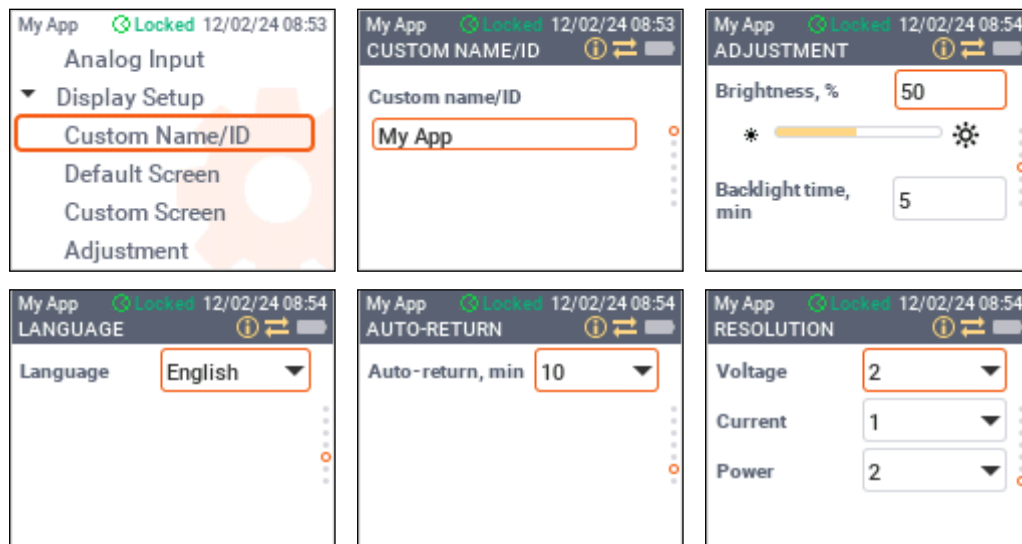 My App Locked 12/02/24 08:53
Analog Input
Display Setup
Custom Name/ID
Default Screen
Custom Screen
Adjustment
My App Locked 12/02/24 08:53
CUSTOM NAME/ID
Custom name/ID
My App
My App Locked 12/02/24 08:54
ADJUSTMENT
Brightness, % 50
Backlight time,
min
5
My App Locked 12/02/24 08:54
LANGUAGE
Language English
My App Locked 12/02/24 08:54
AUTO-RETURN
Auto-return, min 10
My App Locked 12/02/24 08:54
RESOLUTION
Voltage 2
Current 1
Power 2